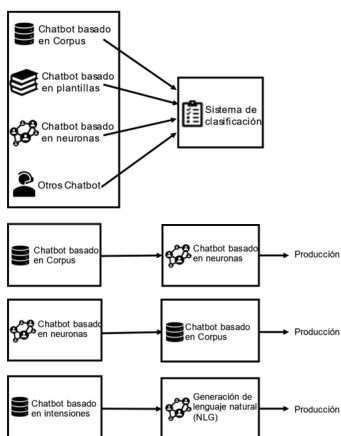 Chatbot basado
en Corpus
Chatbot basado
en plantillas
Chatbot basado
en neuronas
Otros Chatbot
Sistema de
clasificación
Chatbot basado
en Corpus
Chatbot basado
en neuronas
Producción
Chatbot basado
en neuronas
Chatbot basado
en Corpus
Producción
Chatbot basado
en intensiones
Generación de
lenguaje natural
(NLG)
Producción